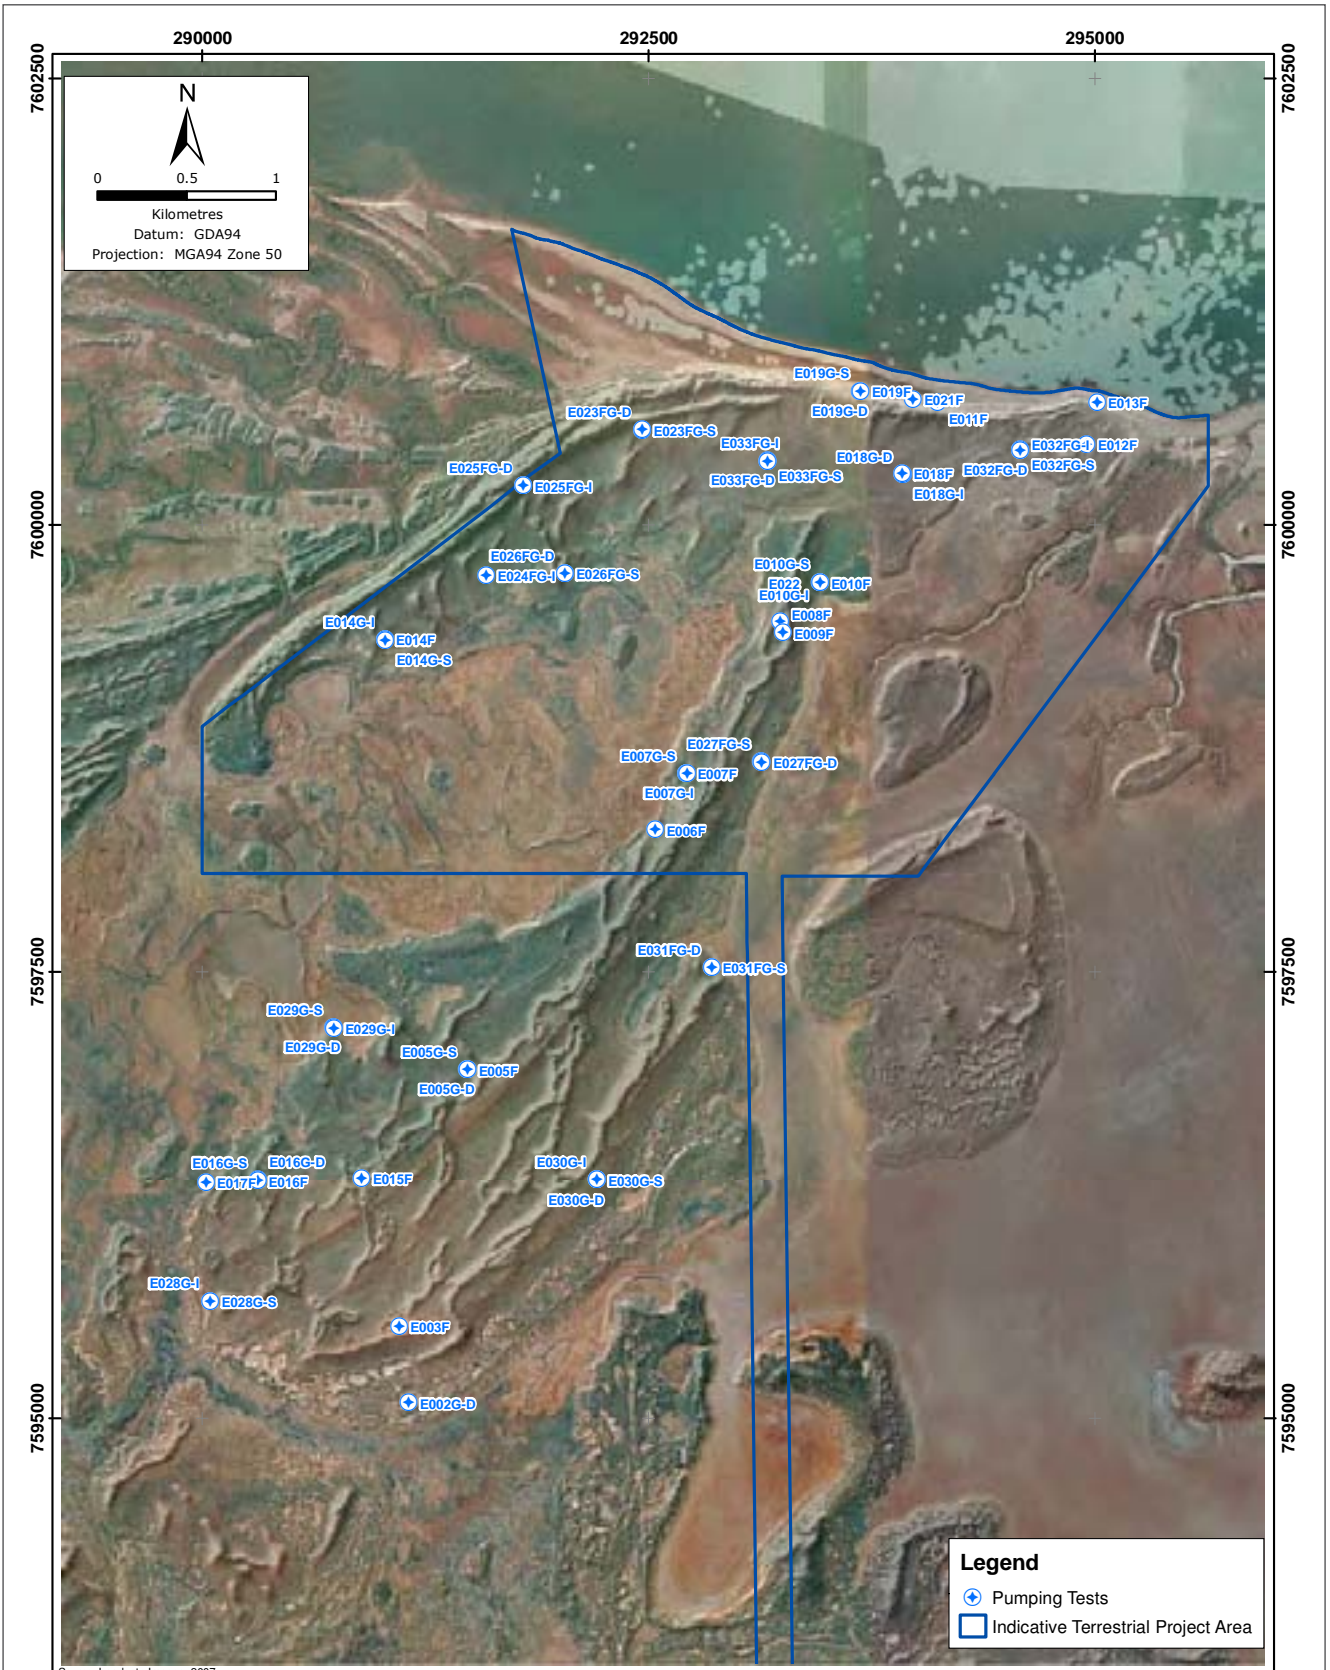 290000
292500
295000
7602500
7602500
N
0 0.5 1
Kilometres
Datum: GDA94
Projection: MGA94 Zone 50
E019G-S
E019F
E021F
E013F
E023FG-D
E019G-D
E011F
E023FG-S
E033FG-I
E032FG-I
E012F
E025FG-D
E018G-D
E032FG-D
E032FG-S
E033FG-D
E033FG-S
E018F
E025FG-I
E018G-I
7600000
7600000
E026FG-D
E010G-S
E024FG-I
E026FG-S
E022
E010F
E010G-I
E014G-I
E008F
E014F
E009F
E014G-S
E027FG-S
E007G-S
E027FG-D
E007F
E007G-I
E006F
E031FG-D
E031FG-S
7597500
7597500
E029G-S
E029G-I
E029G-D
E005G-S
E005F
E005G-D
E016G-S
E016G-D
E030G-I
E017F
E016F
E015F
E030G-S
E030G-D
E028G-I
E028G-S
E003F
E002G-D
7595000
7595000
Legend
Pumping Tests
Indicative Terrestrial Project Area